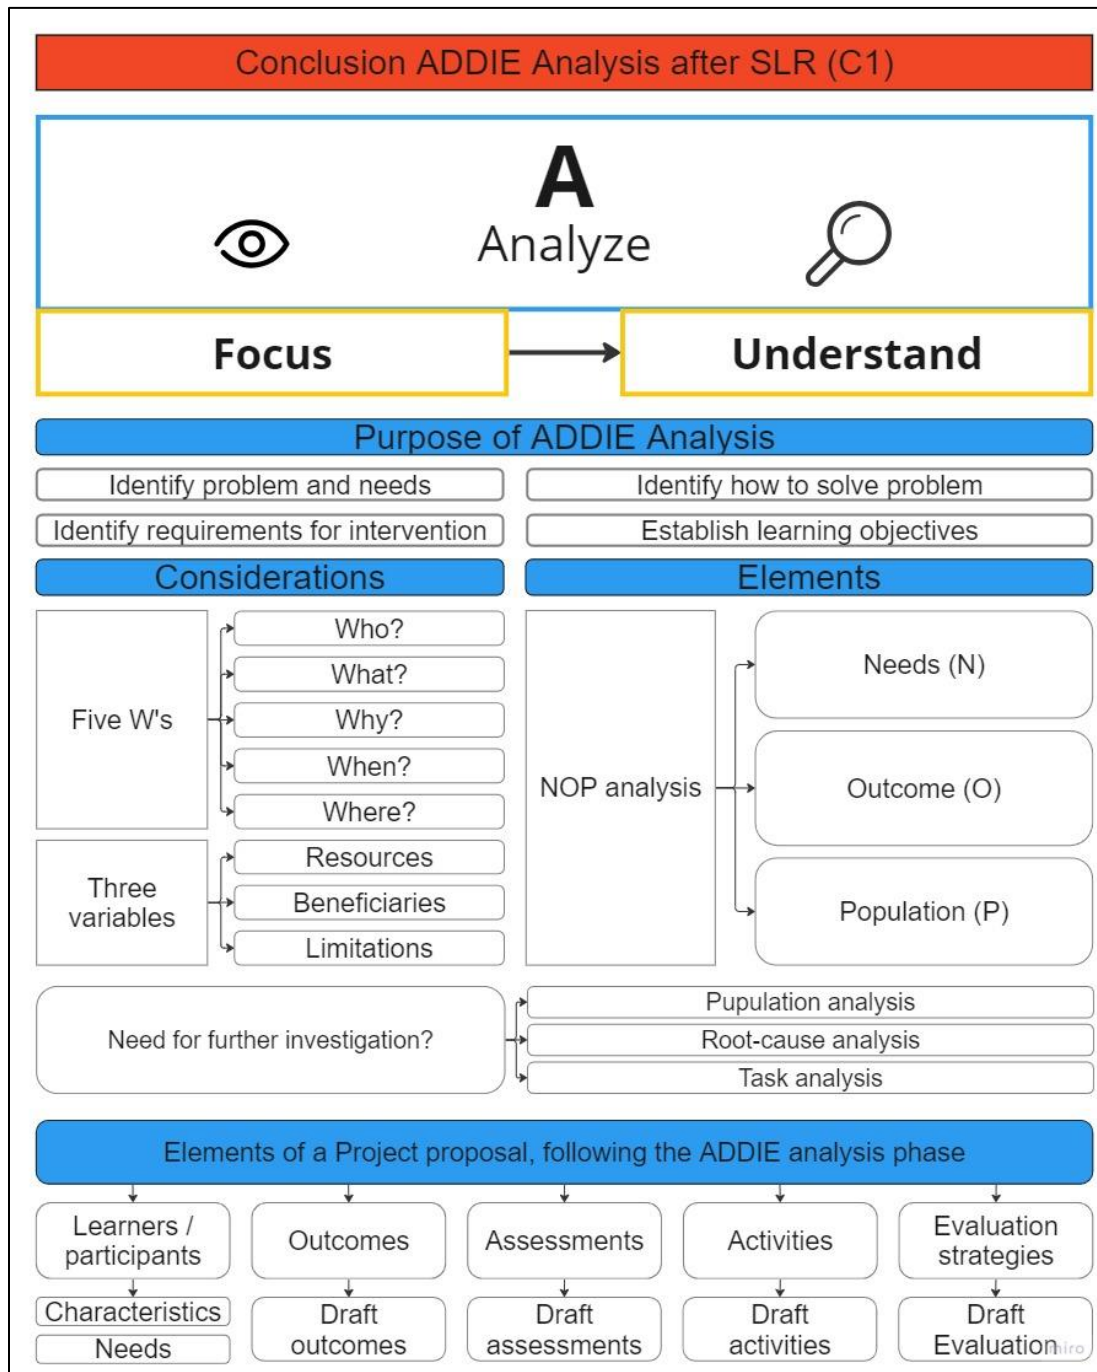 Conclusion ADDIE Analysis after SLR (C1)
A
Analyze
Focus
Understand
Purpose of ADDIE Analysis
Identify problem and needs
Identify how to solve problem
Identify requirements for intervention
Establish learning objectives
Considerations
Elements
Five W's
Who?
What?
Why?
When?
Where?
Three
variables
Resources
Beneficiaries
Limitations
NOP analysis
Needs (N)
Outcome (O)
Population (P)
Need for further investigation?
Pupulation analysis
Root-cause analysis
Task analysis
Elements of a Project proposal, following the ADDIE analysis phase
Learners /
participants
Characteristics
Needs
Outcomes
Draft
outcomes
Assessments
Draft
assessments
Activities
Draft
activities
Evaluation
strategies
Draft
Evaluation
miro